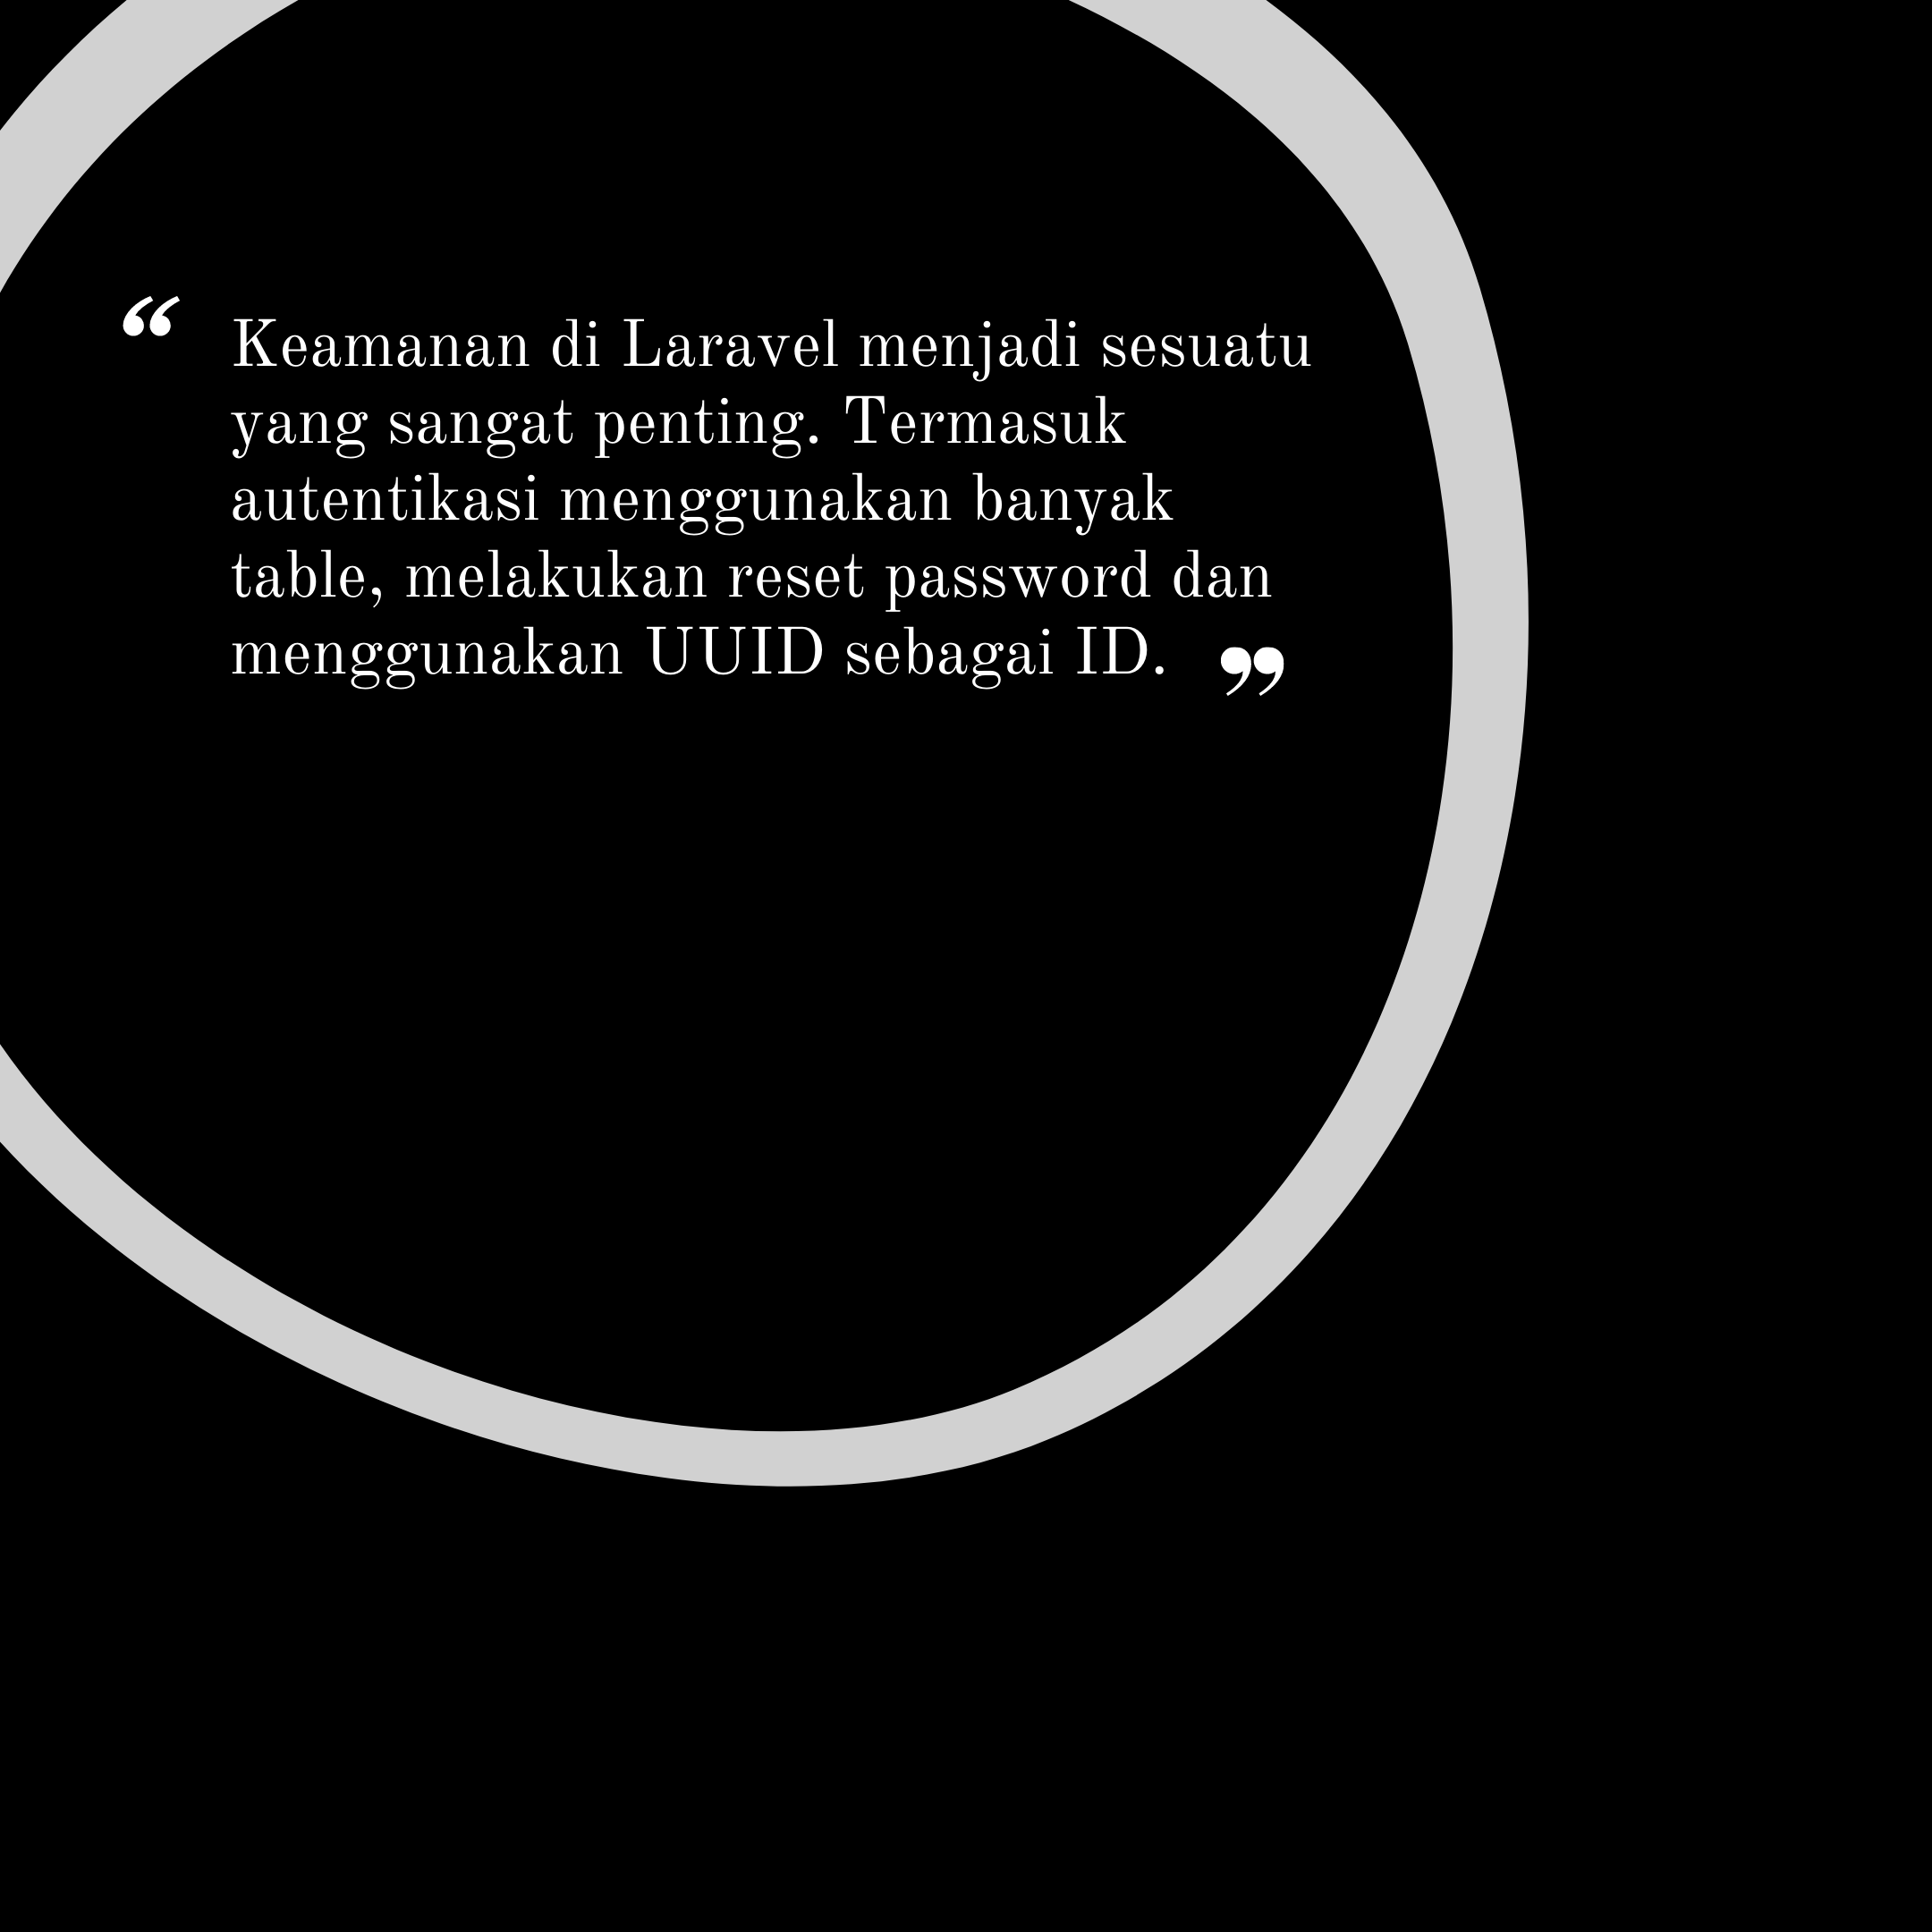 “ Keamanan di Laravel menjadi sesuatu
yang sangat penting. Termasuk
autentikasi menggunakan banyak
table, melakukan reset password dan
menggunakan UUID sebagai ID. ”